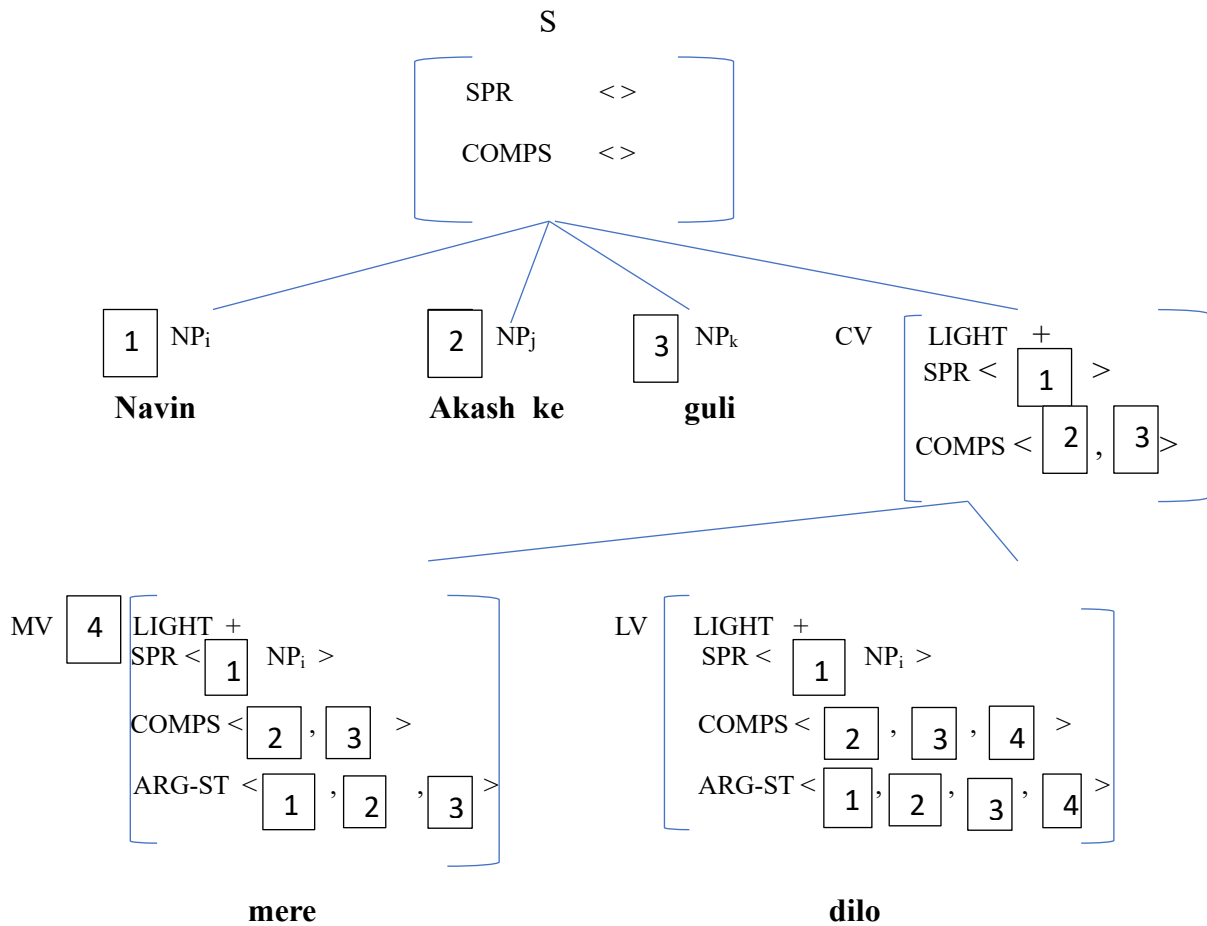 S
SPR < >
COMPS < >
1 NPi 2 NPj 3 NPk CV LIGHT +
SPR < 1 >
Navin Akash ke guli
COMPS < 2 , 3 >
MV 4 LIGHT + LV LIGHT +
SPR < 1 NPi > SPR < 1 NPi >
COMPS < 2 , 3 > COMPS < 2 , 3 , 4 >
ARG-ST < 1 , 2 , 3 > ARG-ST < 1 , 2 , 3 , 4 >
mere dilo